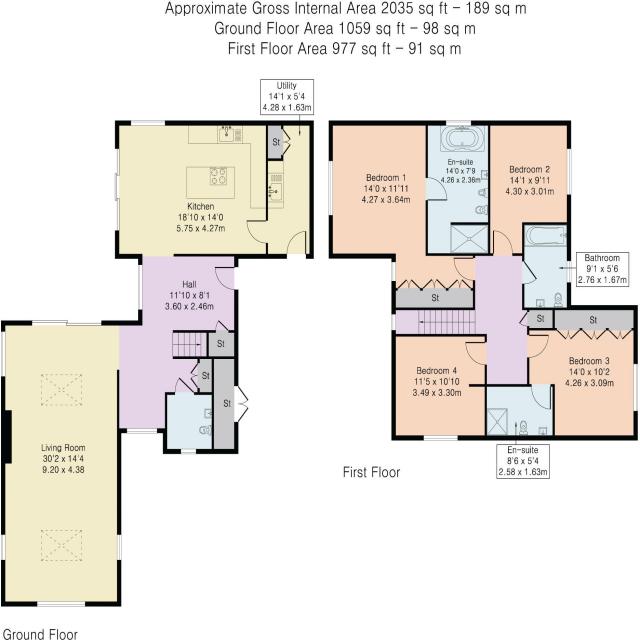 Approximate Gross Internal Area 2035 sq ft - 189 sq m
Ground Floor Area 1059 sq ft - 98 sq m
First Floor Area 977 sq ft - 91 sq m
Utility
14'1 x 5'4
4.28 x 1.63m
St
Kitchen
18'10 x 14'0
5.75 x 4.27m
Hall
11'10 x 8'1
3.60 x 2.46m
St
St
St
Living Room
30'2 x 14'4
9.20 x 4.38
Ground Floor
Bedroom 1
14'0 x 11'11
4.27 x 3.64m
En-suite
14'0 x 7'9
4.26 x 2.36m
Bedroom 2
14'1 x 9'11
4.30 x 3.01m
Bathroom
9'1 x 5'6
2.76 x 1.67m
St
St
St
Bedroom 4
11'5 x 10'10
3.49 x 3.30m
Bedroom 3
14'0 x 10'2
4.26 x 3.09m
En-suite
8'6 x 5'4
2.58 x 1.63m
First Floor